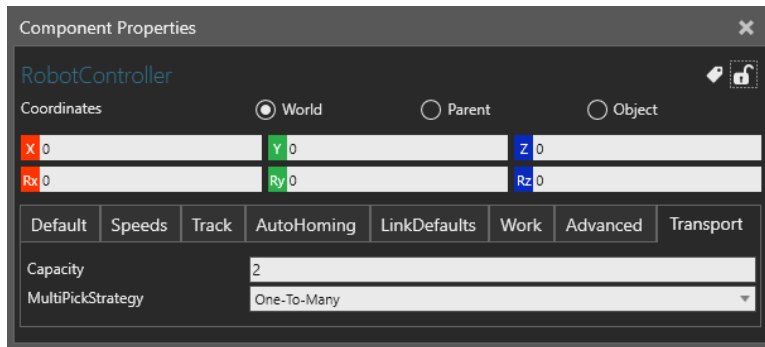 Component Properties
RobotController
Coordinates World Parent Object
X 0 Y 0 Z 0
Rx 0 Ry 0 Rz 0
Default Speeds Track AutoHoming LinkDefaults Work Advanced Transport
Capacity 2
MultiPickStrategy One-To-Many